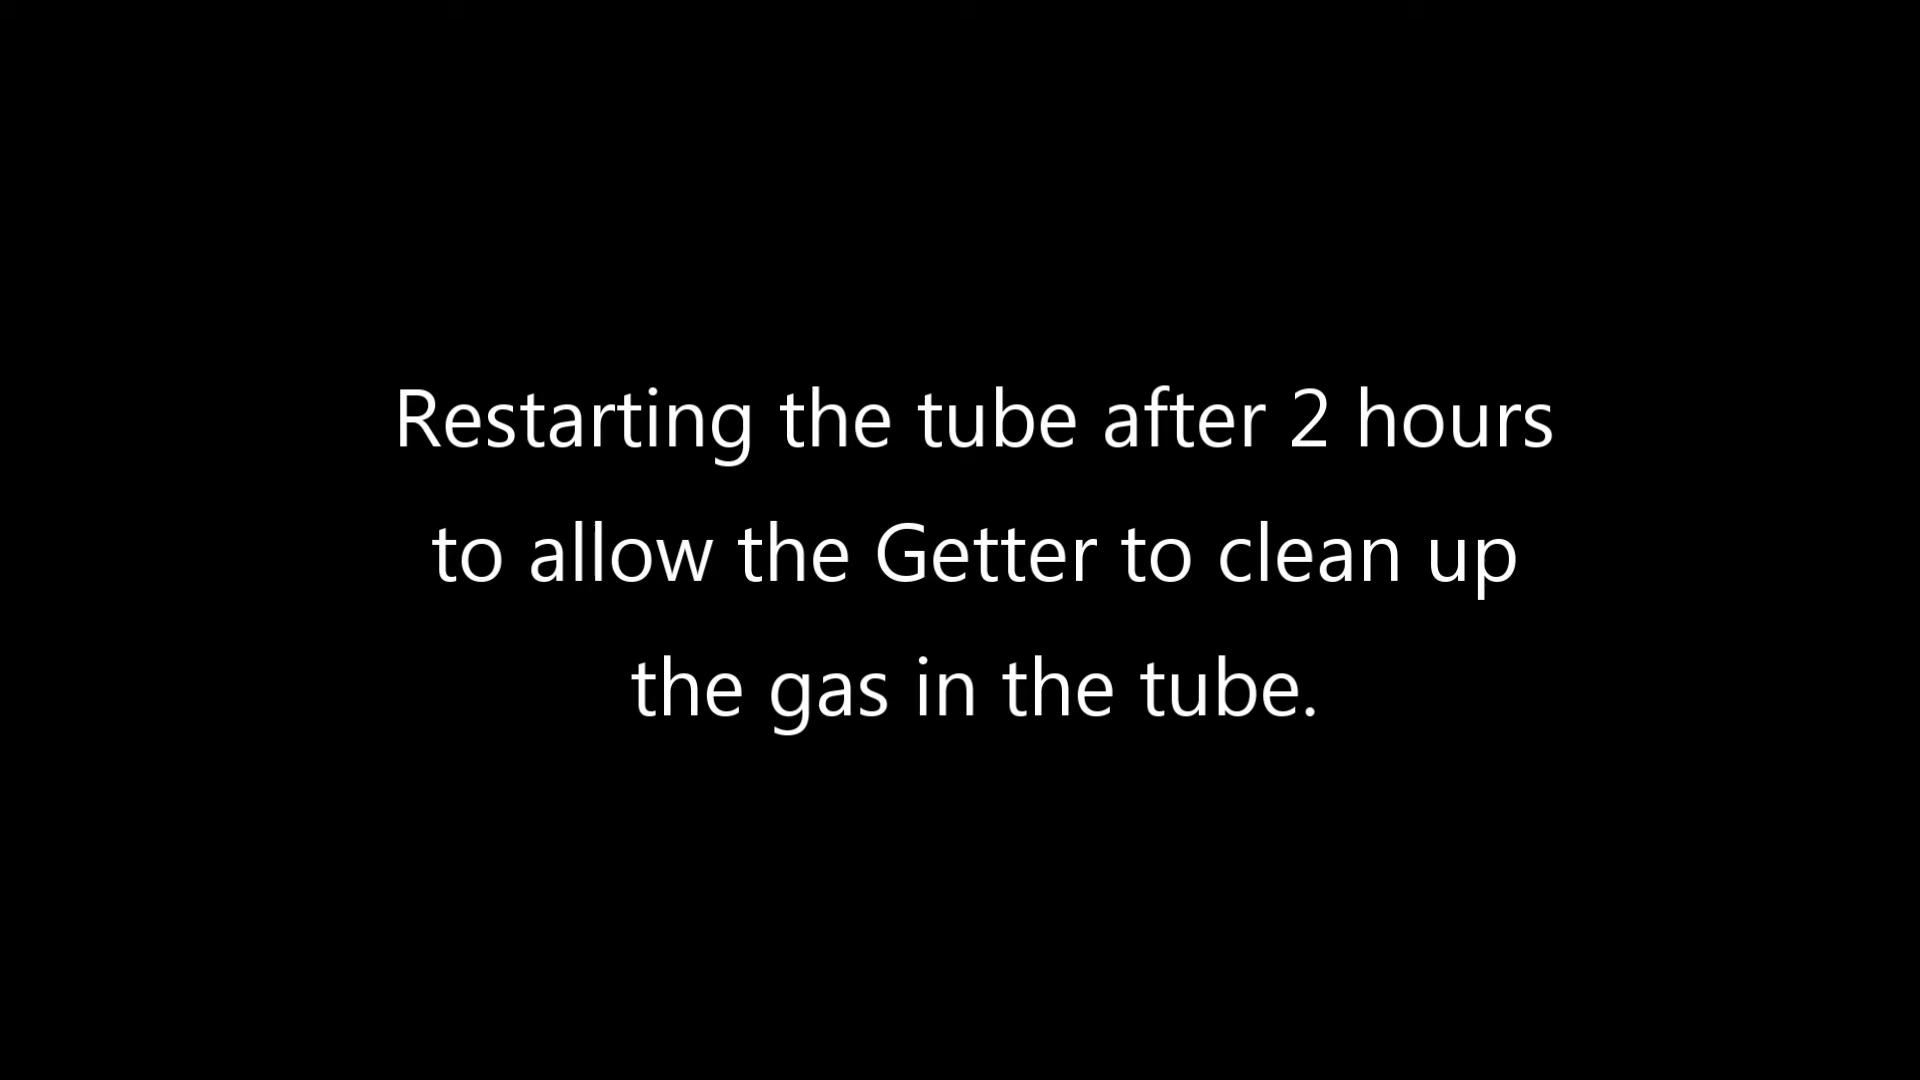 Restarting the tube after 2 hours
to allow the Getter to clean up
the gas in the tube.